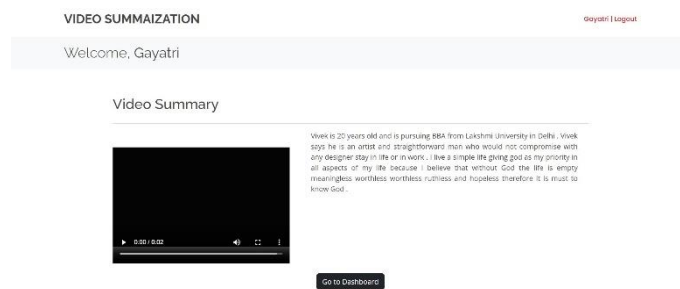 VIDEO SUMMAIZATION
Gayatri | Logout
Welcome, Gayatri
Video Summary
Vivek is 20 years old and is pursuing BBA from Lakshmi University in Delhi . Vivek
says he is an artist and straightforward man who would not compromise with
any designer stay in life or in work . I live a simple life giving god as my priority in
all aspects of my life because I believe that without God the life is empty
meaningless worthless worthless ruthless and hopeless therefore it is must to
know God .
0:00 / 0:02
Go to Dashboard